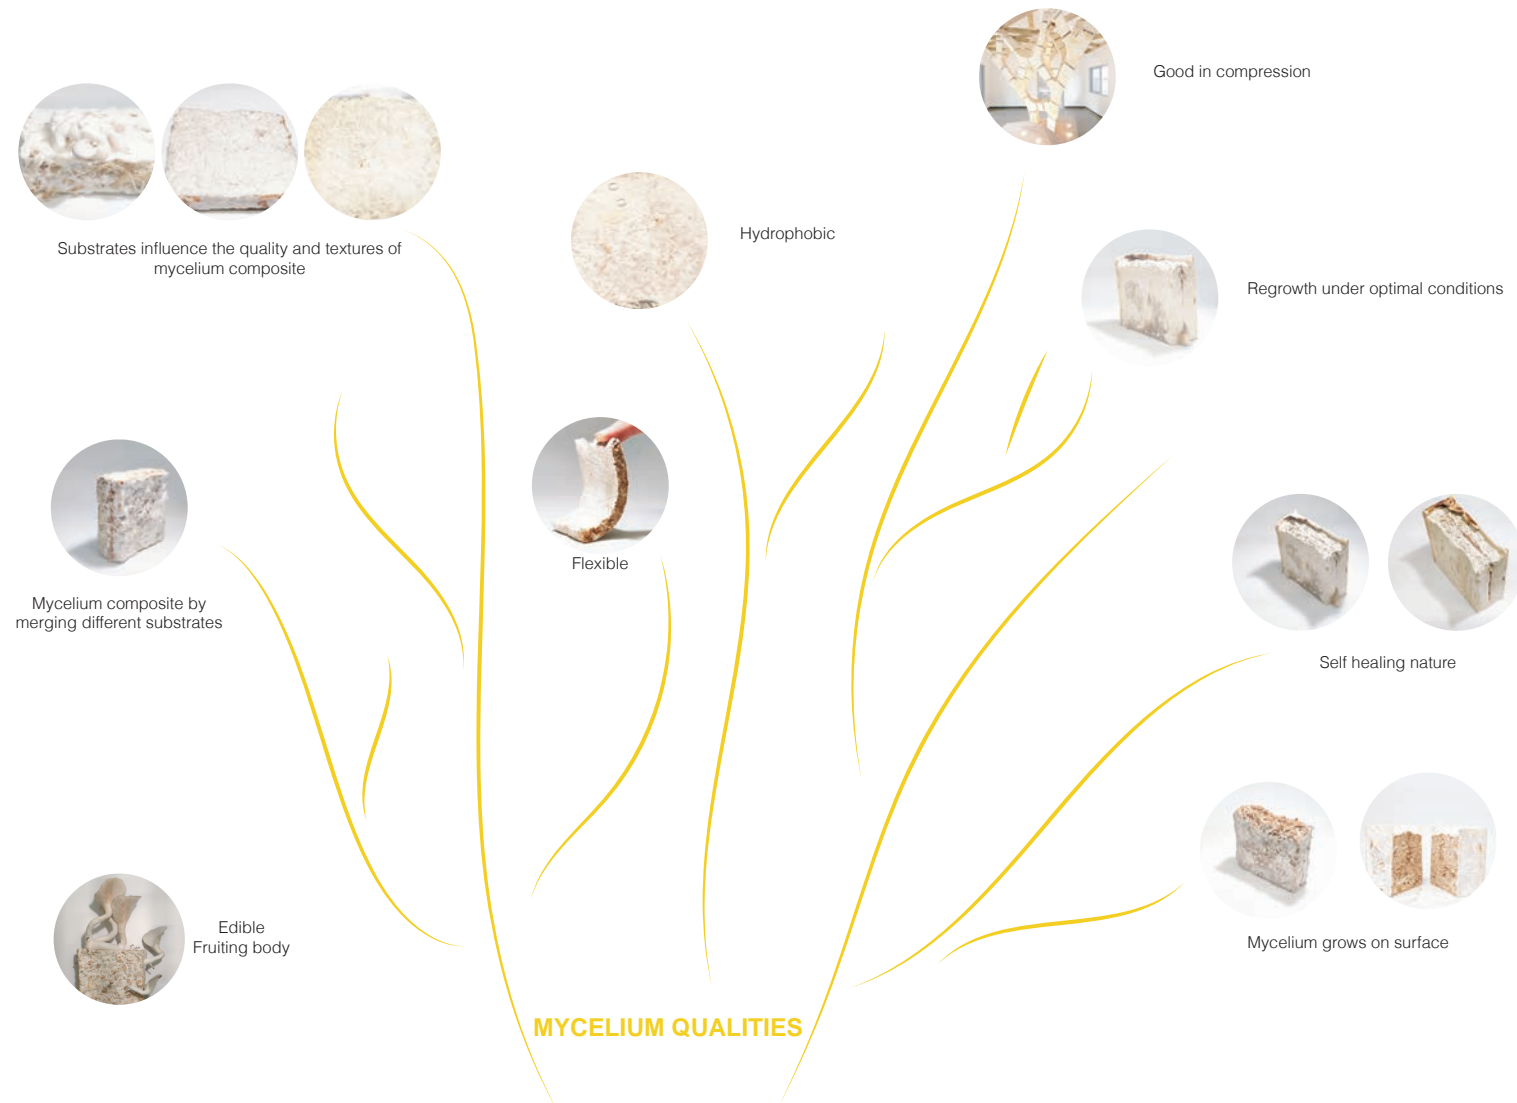 Good in compression
Substrates influence the quality and textures of
mycelium composite
Hydrophobic
Regrowth under optimal conditions
Flexible
Mycelium composite by
merging different substrates
Self healing nature
Edible
Fruiting body
Mycelium grows on surface
MYCELIUM QUALITIES